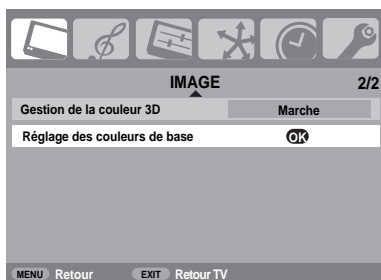 IMAGE 2/2
Gestion de la couleur 3D Marche
Réglage des couleurs de base OK
MENU Retour EXIT Retour TV